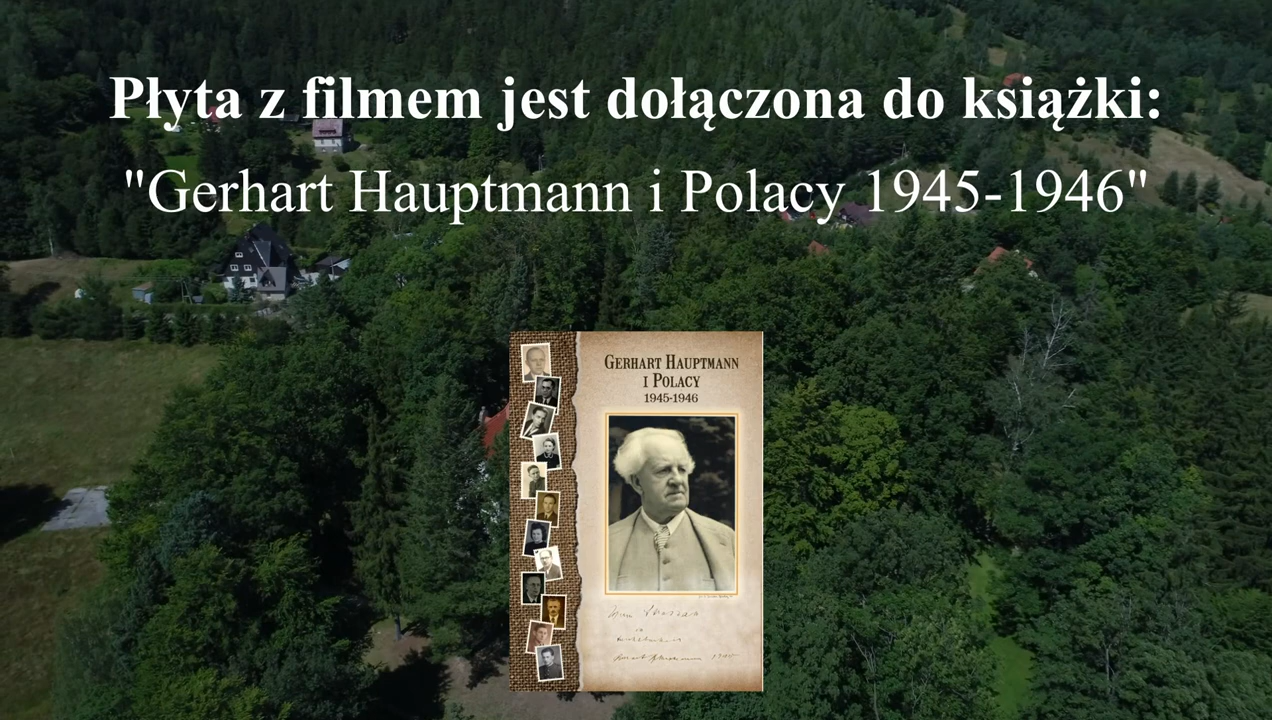 Płyta z filmem jest dołączona do książki:
"Gerhart Hauptmann i Polacy 1945-1946"
GERHART HAUPTMANN
I POLACY
1945-1946